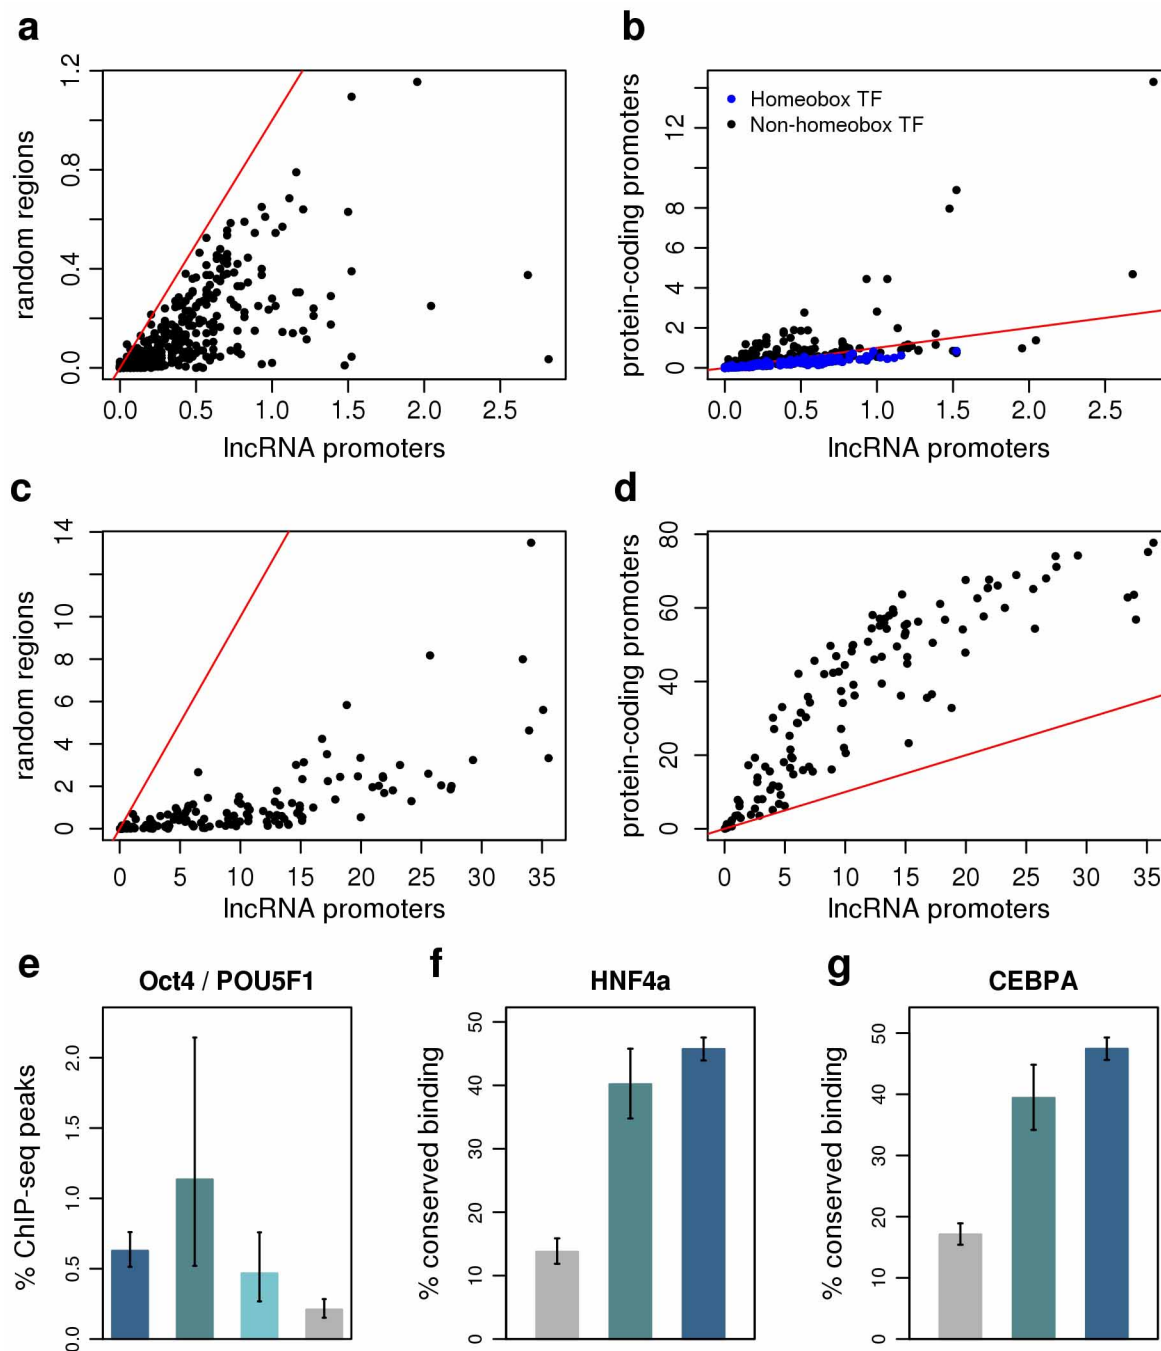 a
random regions
0.0 0.4 0.8 1.2
0.0 0.5 1.0 1.5 2.0 2.5
lncRNA promoters
b
protein-coding promoters
0 2 4 6 8 12
Homeobox TF
Non-homeobox TF
0.0 0.5 1.0 1.5 2.0 2.5
lncRNA promoters
c
random regions
0 2 4 6 8 10 14
0 5 10 15 20 25 30 35
lncRNA promoters
d
protein-coding promoters
0 20 40 60 80
0 5 10 15 20 25 30 35
lncRNA promoters
e
Oct4 / POU5F1
% ChIP-seq peaks
0.0 0.5 1.0 1.5 2.0
f
HNF4a
% conserved binding
0 10 20 30 40 50
g
CEBPA
% conserved binding
0 10 20 30 40 50